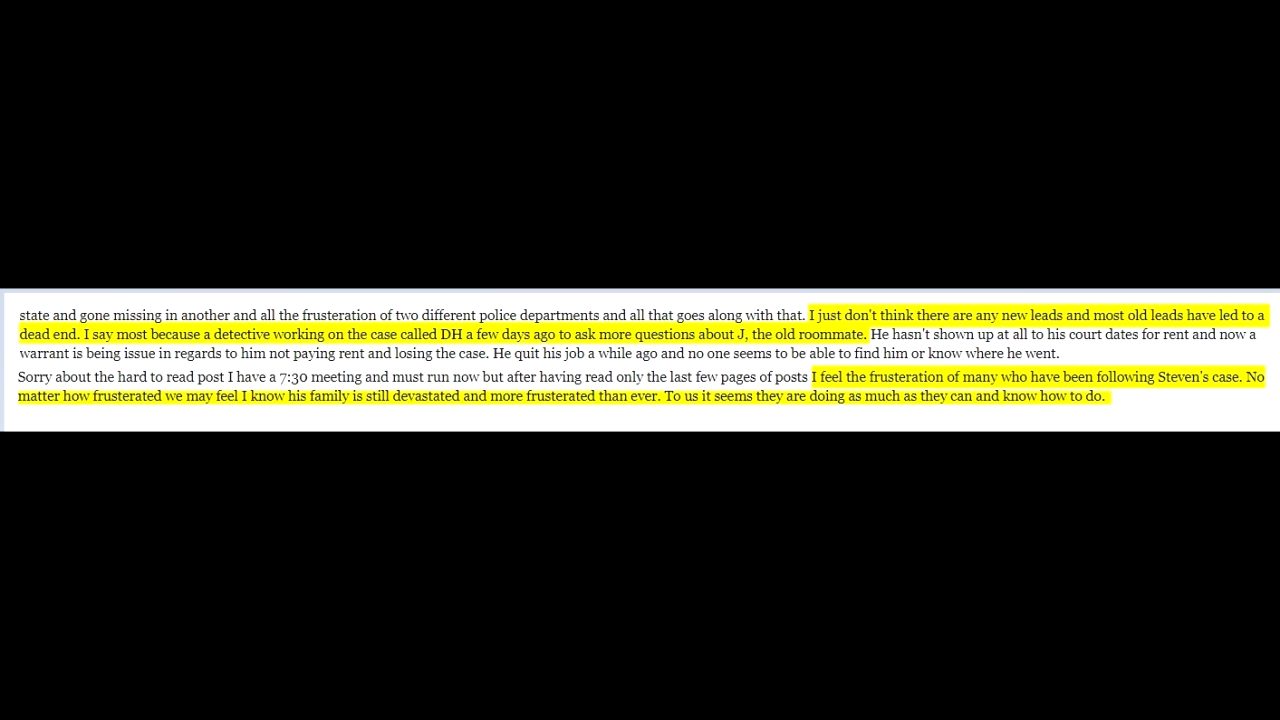 state and gone missing in another and all the frusteration of two different police departments and all that goes along with that. I just don't think there are any new leads and most old leads have led to a
dead end. I say most because a detective working on the case called DH a few days ago to ask more questions about J, the old roommate. He hasn't shown up at all to his court dates for rent and now a
warrant is being issue in regards to him not paying rent and losing the case. He quit his job a while ago and no one seems to be able to find him or know where he went.
Sorry about the hard to read post I have a 7:30 meeting and must run now but after having read only the last few pages of posts I feel the frusteration of many who have been following Steven's case. No
matter how frusterated we may feel I know his family is still devastated and more frusterated than ever. To us it seems they are doing as much as they can and know how to do.